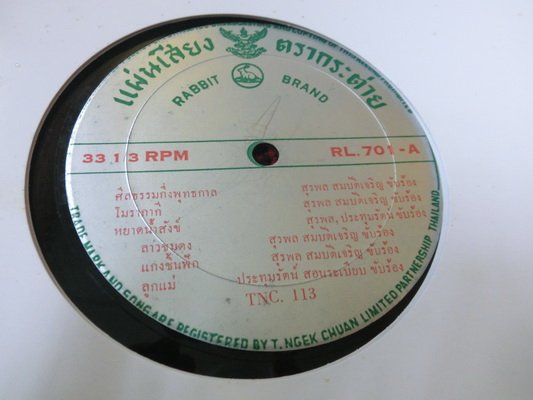 แผ่นเสียง ตรากระต่าย
RABBIT BRAND
33.1/3 RPM RL.701-A
ศีลธรรมกึ่งพุทธกาล สุรพล สมบัติเจริญ ขับร้อง
โมรากากี สุรพล สมบัติเจริญ ขับร้อง
หยาดน้ำสังข์ สุรพล, ประทุมรัตน์ ขับร้อง
ลาวชมดง สุรพล สมบัติเจริญ ขับร้อง
แก่งชั้นพึก สุรพล สมบัติเจริญ ขับร้อง
ลูกแม่ ประทุมรัตน์ สอนระเบียบ ขับร้อง
TNC. 113
TRADE MARK AND SONG ARE REGISTERED BY T. NGEK CHUAN LIMITED PARTNERSHIP THAILAND